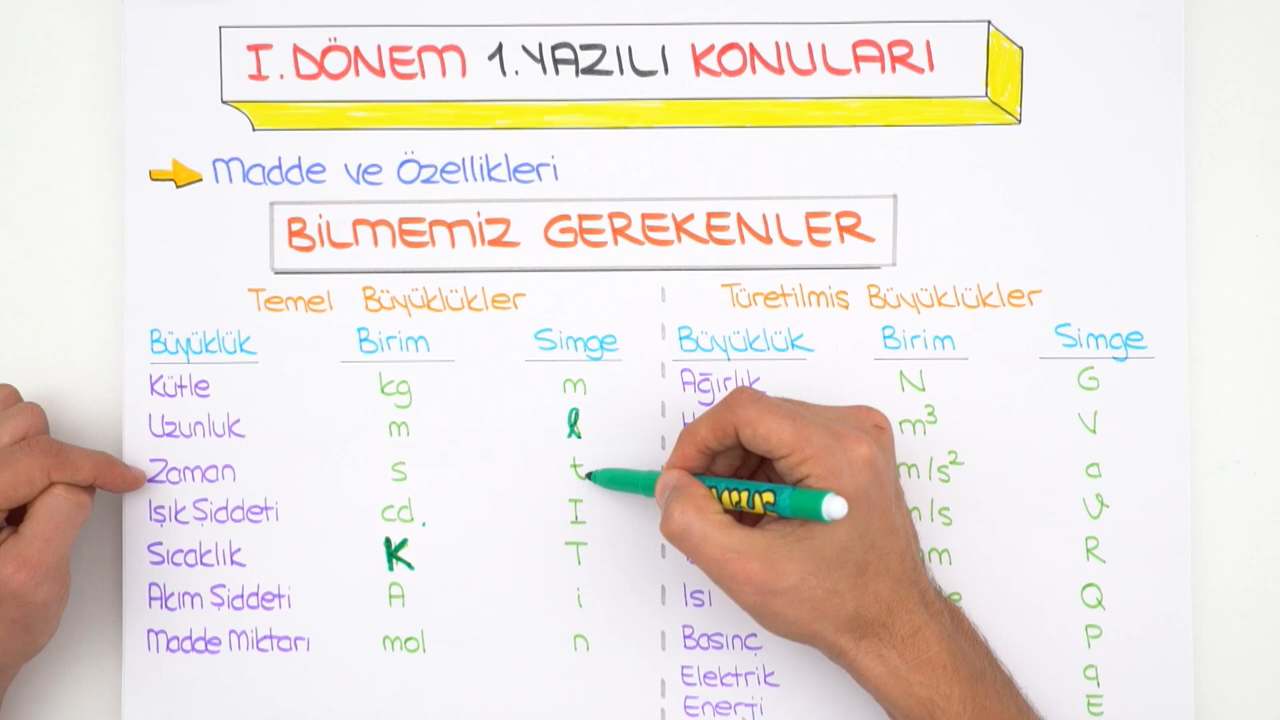 I. DÖNEM 1. YAZILI KONULARI
Madde ve Özellikleri
BİLMEMİZ GEREKENLER
Temel Büyüklükler
Büyüklük Birim Simge
Kütle kg m
Uzunluk m l
Zaman s t
Işık Şiddeti cd. I
Sıcaklık K T
Akım Şiddeti A i
Madde Miktarı mol n
Türetilmiş Büyüklükler
Büyüklük Birim Simge
Ağırlık N G
m³ V
m/s² a
m/s V
R
Isı Q
Basınç P
Elektrik q
Enerji E